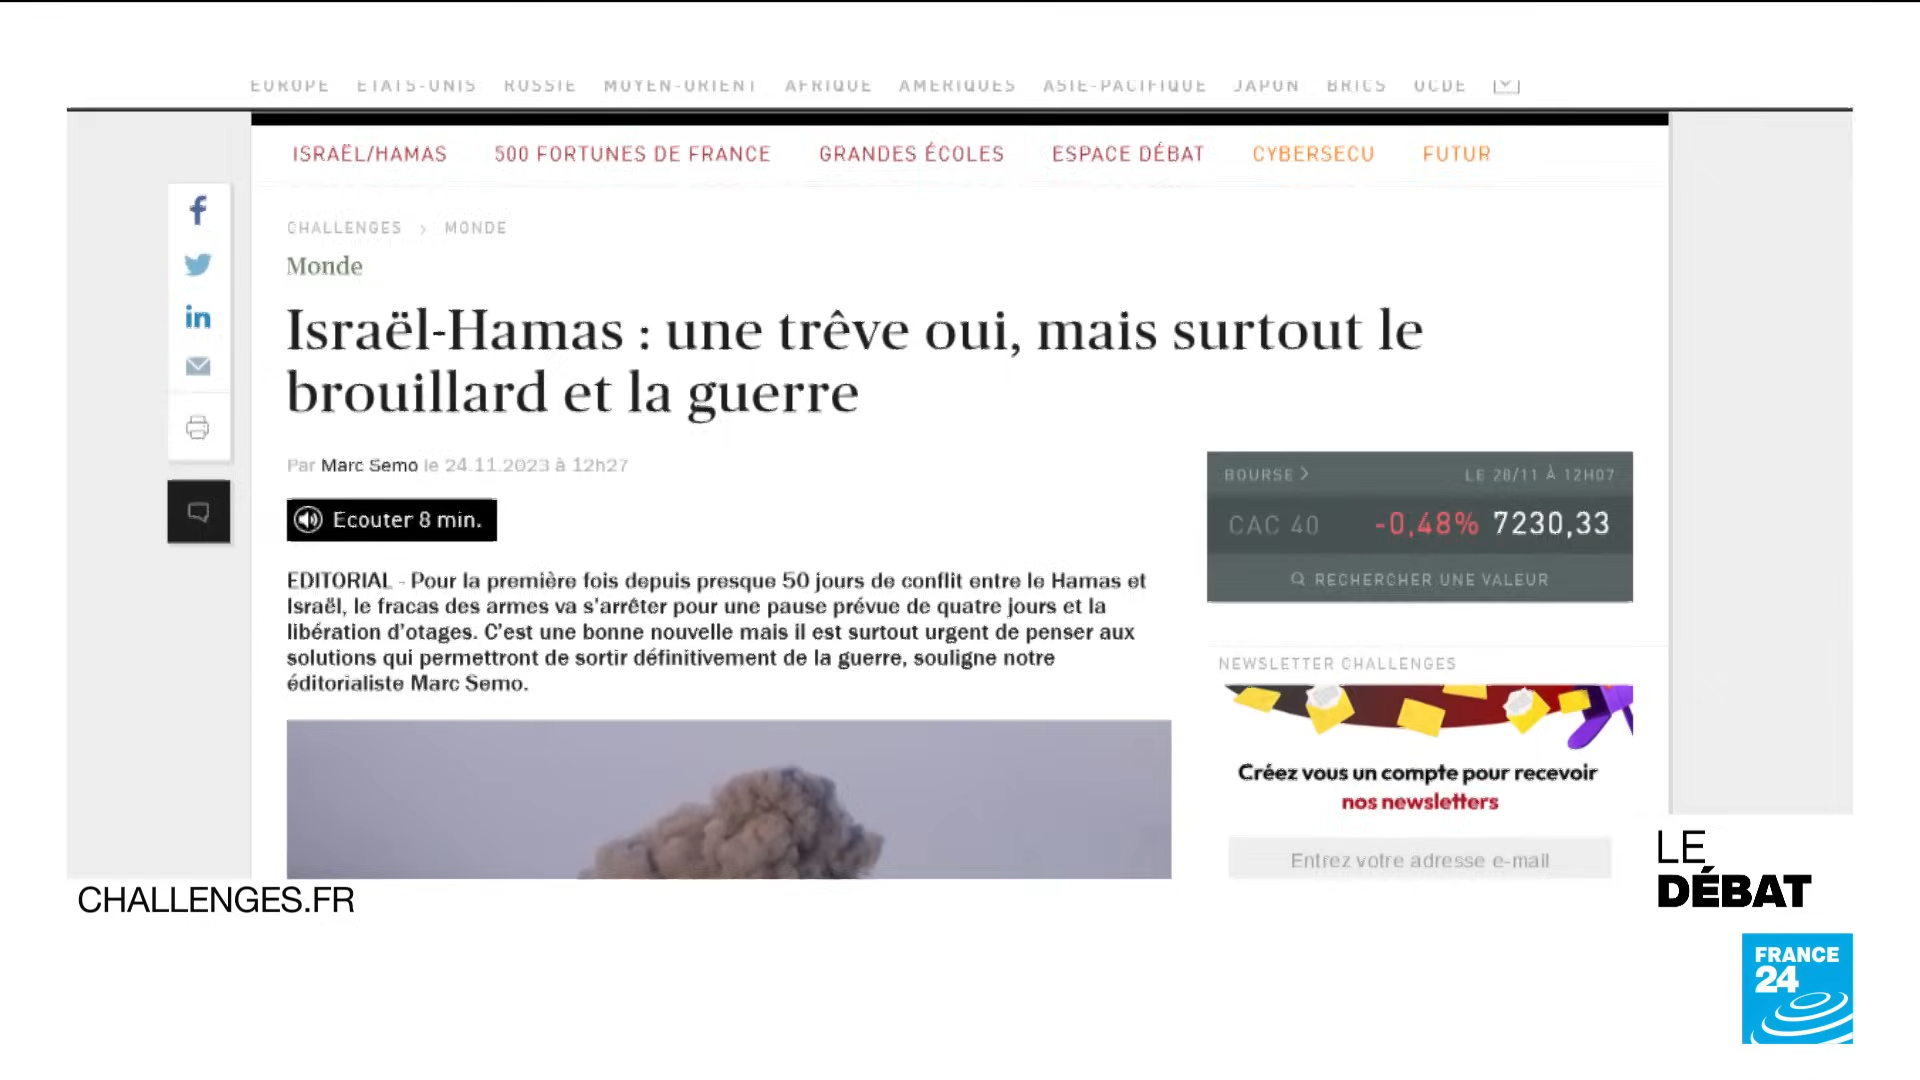 EUROPE ETATS-UNIS RUSSIE MOYEN-ORIENT AFRIQUE AMERIQUES ASIE-PACIFIQUE JAPON BRICS OCDE
ISRAËL/HAMAS 500 FORTUNES DE FRANCE GRANDES ÉCOLES ESPACE DÉBAT CYBERSECU FUTUR
CHALLENGES > MONDE
Monde
Israël-Hamas : une trêve oui, mais surtout le
brouillard et la guerre
Par Marc Semo le 24.11.2023 à 12h27
Ecouter 8 min.
EDITORIAL - Pour la première fois depuis presque 50 jours de conflit entre le Hamas et
Israël, le fracas des armes va s'arrêter pour une pause prévue de quatre jours et la
libération d'otages. C'est une bonne nouvelle mais il est surtout urgent de penser aux
solutions qui permettront de sortir définitivement de la guerre, souligne notre
éditorialiste Marc Semo.
BOURSE > LE 28/11 À 12H07
CAC 40 -0,48% 7230,33
RECHERCHER UNE VALEUR
NEWSLETTER CHALLENGES
Créez vous un compte pour recevoir
nos newsletters
Entrez votre adresse e-mail
CHALLENGES.FR
LE
DÉBAT
FRANCE
24